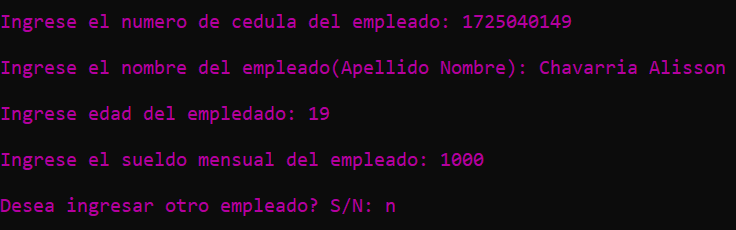 Ingrese el numero de cedula del empleado: 1725040149
Ingrese el nombre del empleado(Apellido Nombre): Chavarria Alisson
Ingrese edad del empledado: 19
Ingrese el sueldo mensual del empleado: 1000
Desea ingresar otro empleado? S/N: n